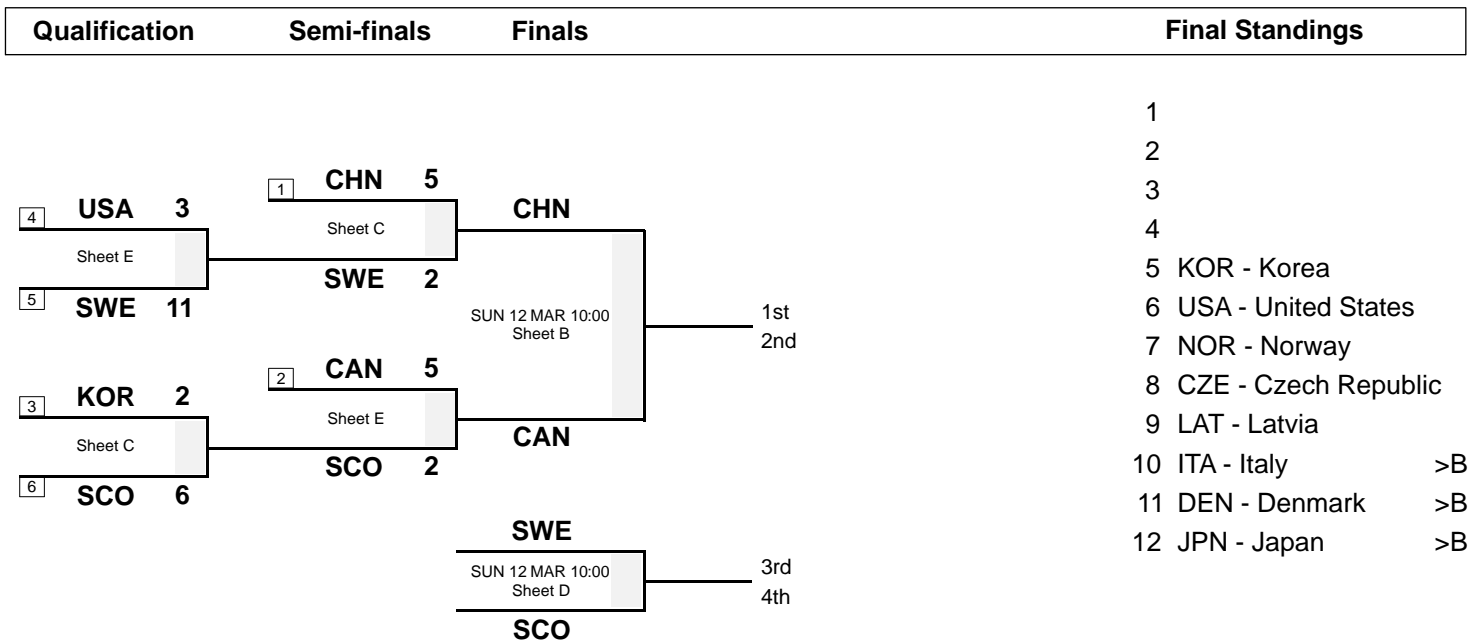 Qualification Semi-finals Finals Final Standings
1 CHN 5
4 USA 3
Sheet C
Sheet E
SWE 2
5 SWE 11
CHN
SUN 12 MAR 10:00
Sheet B
1st
2nd
2 CAN 5
3 KOR 2
Sheet E
Sheet C
SCO 2
6 SCO 6
CAN
SWE
SUN 12 MAR 10:00
Sheet D
3rd
4th
SCO
1
2
3
4
5 KOR - Korea
6 USA - United States
7 NOR - Norway
8 CZE - Czech Republic
9 LAT - Latvia
10 ITA - Italy >B
11 DEN - Denmark >B
12 JPN - Japan >B